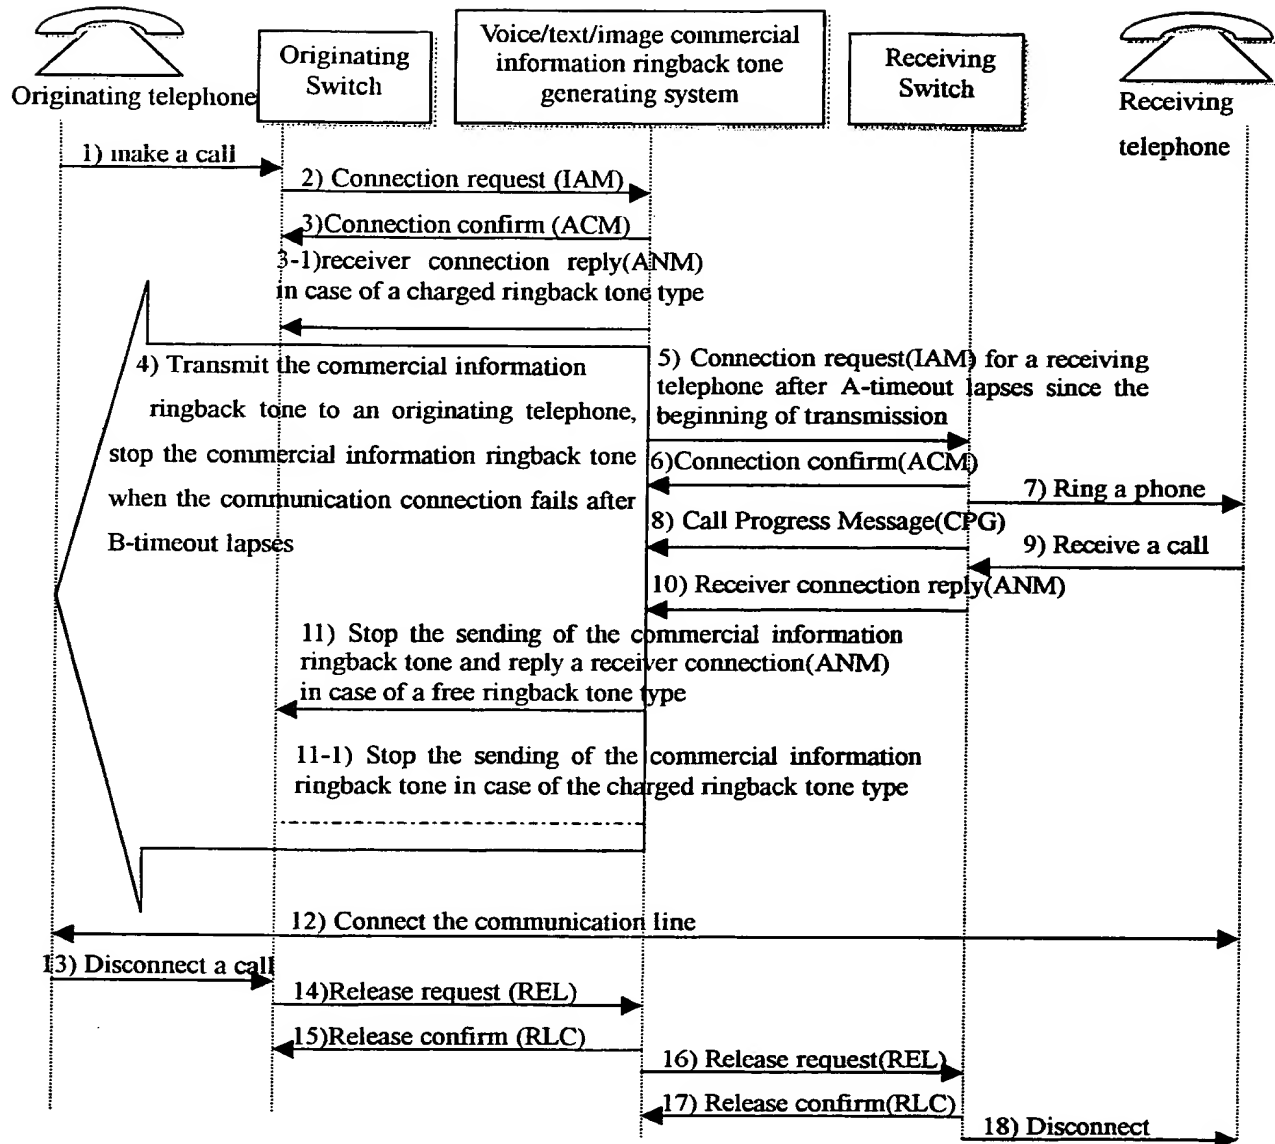 Originating telephone
Originating
Switch
Voice/text/image commercial
information ringback tone
generating system
Receiving
Switch
Receiving
telephone
1) make a call
2) Connection request (IAM)
3)Connection confirm (ACM)
3-1)receiver connection reply(ANM)
in case of a charged ringback tone type
4) Transmit the commercial information
ringback tone to an originating telephone,
stop the commercial information ringback tone
when the communication connection fails after
B-timeout lapses
5) Connection request(IAM) for a receiving
telephone after A-timeout lapses since the
beginning of transmission
6)Connection confirm(ACM)
7) Ring a phone
8) Call Progress Message(CPG)
9) Receive a call
10) Receiver connection reply(ANM)
11) Stop the sending of the commercial information
ringback tone and reply a receiver connection(ANM)
in case of a free ringback tone type
11-1) Stop the sending of the commercial information
ringback tone in case of the charged ringback tone type
12) Connect the communication line
13) Disconnect a call
14)Release request (REL)
15)Release confirm (RLC)
16) Release request(REL)
17) Release confirm(RLC)
18) Disconnect